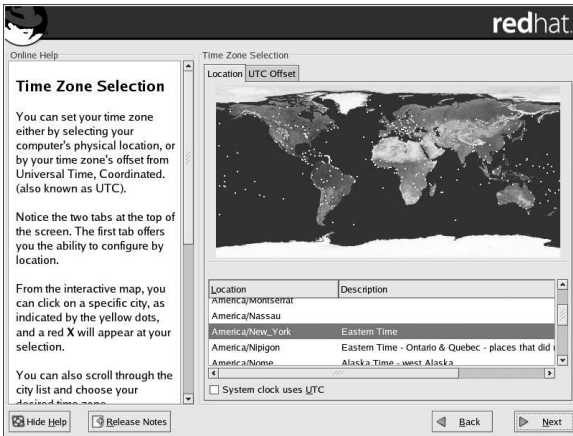 redhat.
Online Help
Time Zone Selection
You can set your time zone
either by selecting your
computer's physical location, or
by your time zone's offset from
Universal Time, Coordinated.
(also known as UTC).
Notice the two tabs at the top of
the screen. The first tab offers
you the ability to configure by
location.
From the interactive map, you
can click on a specific city, as
indicated by the yellow dots,
and a red X will appear at your
selection.
You can also scroll through the
city list and choose your
desired time zone
Time Zone Selection
Location UTC Offset
Location Description
America/Montserrat
America/Nassau
America/New_York Eastern Time
America/Nipigon Eastern Time - Ontario & Quebec - places that did
America/Nome Alaska Time - west Alaska
System clock uses UTC
Hide Help Release Notes Back Next